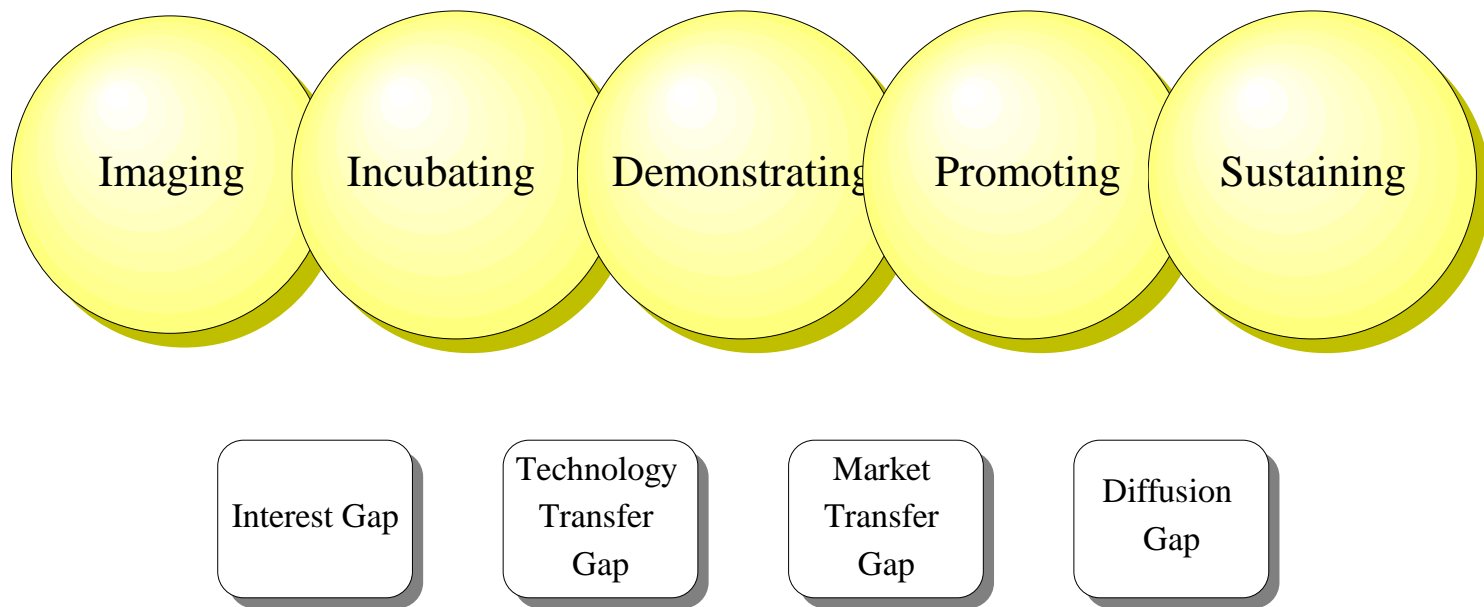 Imaging
Incubating
Demonstrating
Promoting
Sustaining
Interest Gap
Technology
Transfer
Gap
Market
Transfer
Gap
Diffusion
Gap